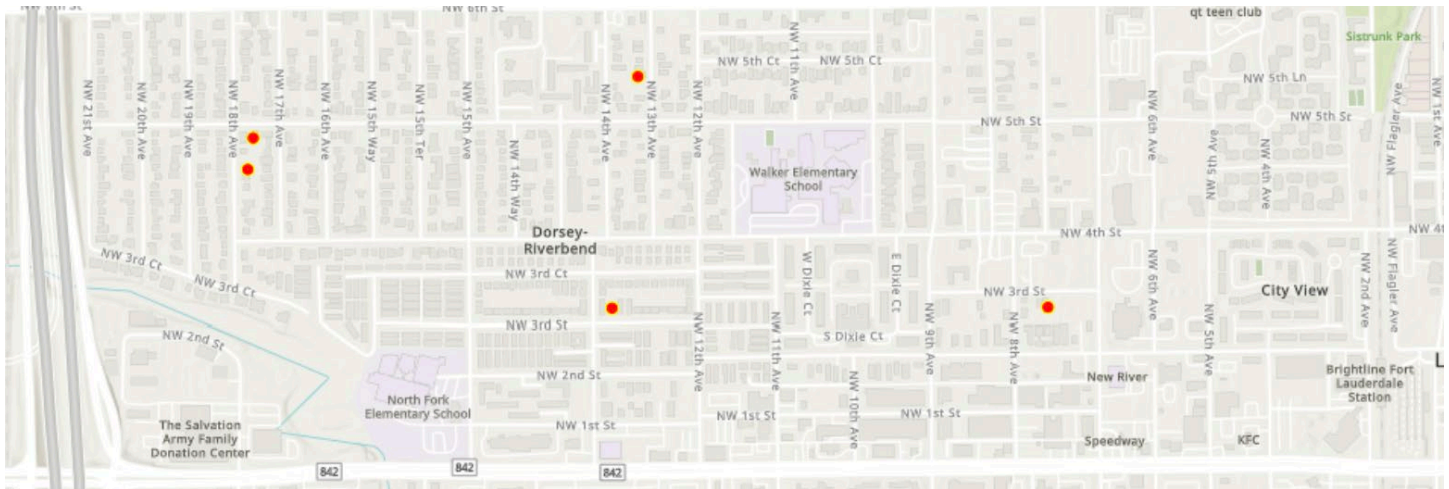 NW 6th St
qt teen club
Sistrunk Park
NW 5th Ct
NW 11th Ave
NW 5th Ct
NW 5th Ln
NW 21st Ave
NW 20th Ave
NW 19th Ave
NW 18th Ave
NW 17th Ave
NW 16th Ave
NW 15th Way
NW 15th Ter
NW 15th Ave
NW 14th Way
NW 14th Ave
NW 13th Ave
NW 12th Ave
NW 5th St
NW 6th Ave
NW 5th St
NW 5th Ave
NW 4th Ave
NW Flagler Ave
NW 1st Ave
Walker Elementary
School
Dorsey-
Riverbend
NW 4th St
NW 3rd Ct
NW 3rd Ct
NW 3rd Ct
W Dixie Ct
E Dixie Ct
NW 3rd St
NW 6th Ave
City View
NW 2nd Ave
NW Flagler Ave
NW 2nd St
NW 3rd St
NW 12th Ave
NW 11th Ave
S Dixie Ct
NW 9th Ave
NW 8th Ave
NW 5th Ave
NW 2nd St
NW 10th Ave
New River
Brightline Fort
Lauderdale
Station
North Fork
Elementary School
NW 1st St
NW 1st St
NW 1st St
The Salvation
Army Family
Donation Center
Speedway
KFC
842
842
842